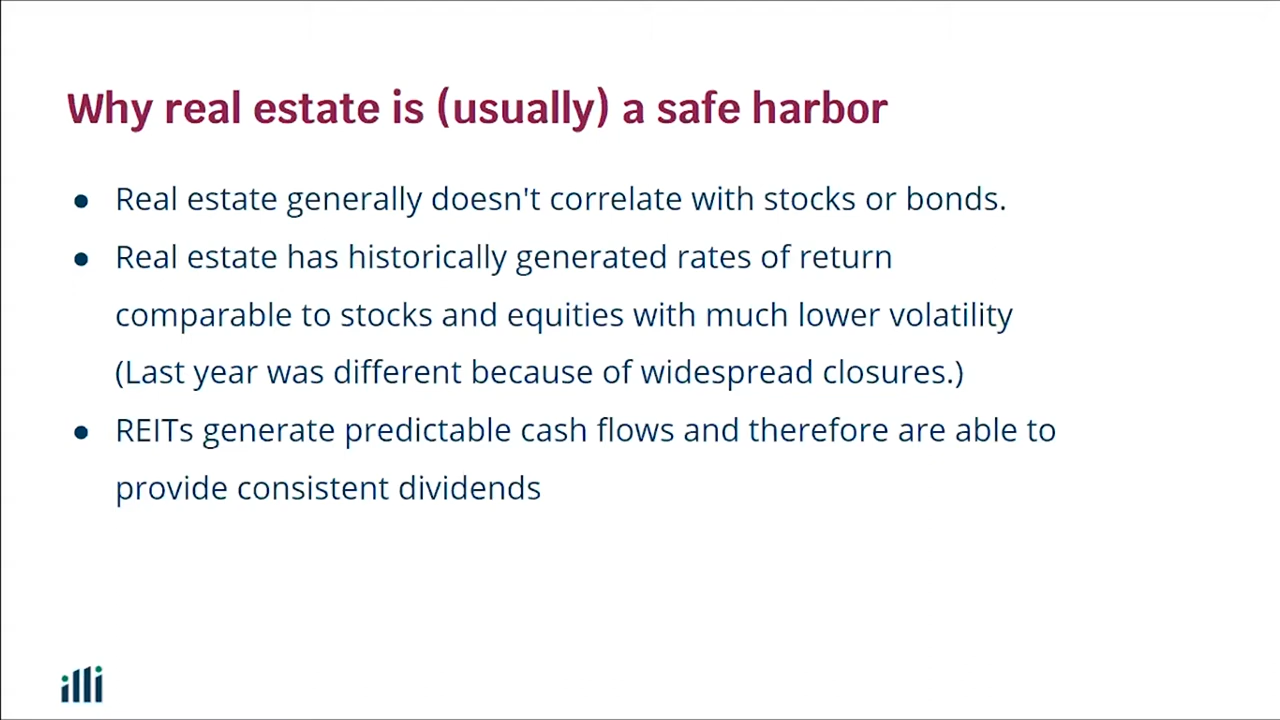 Why real estate is (usually) a safe harbor
● Real estate generally doesn't correlate with stocks or bonds.
● Real estate has historically generated rates of return
comparable to stocks and equities with much lower volatility
(Last year was different because of widespread closures.)
● REITs generate predictable cash flows and therefore are able to
provide consistent dividends
illi